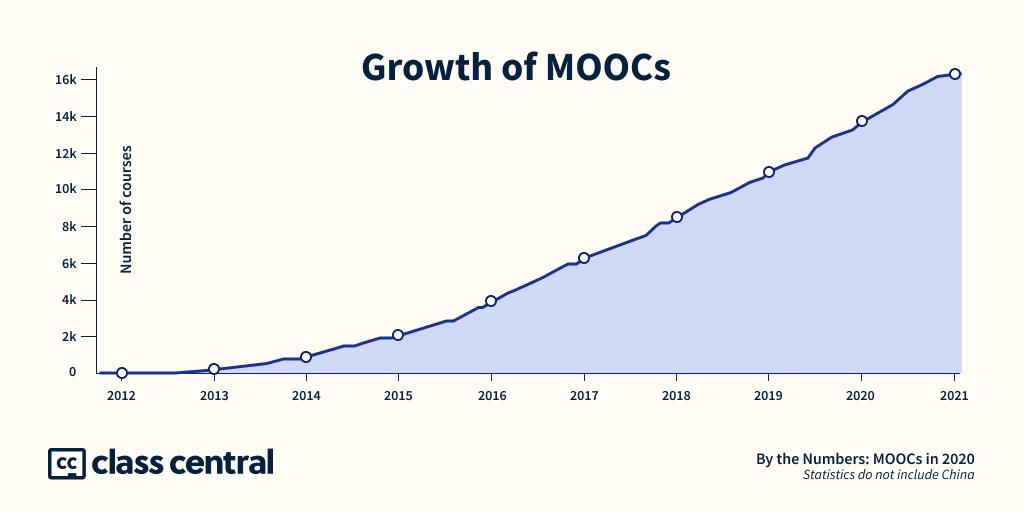 Growth of MOOCs
16k
14k
12k
10k
8k
6k
4k
2k
0
Number of courses
2012 2013 2014 2015 2016 2017 2018 2019 2020 2021
cc class central
By the Numbers: MOOCs in 2020
Statistics do not include China